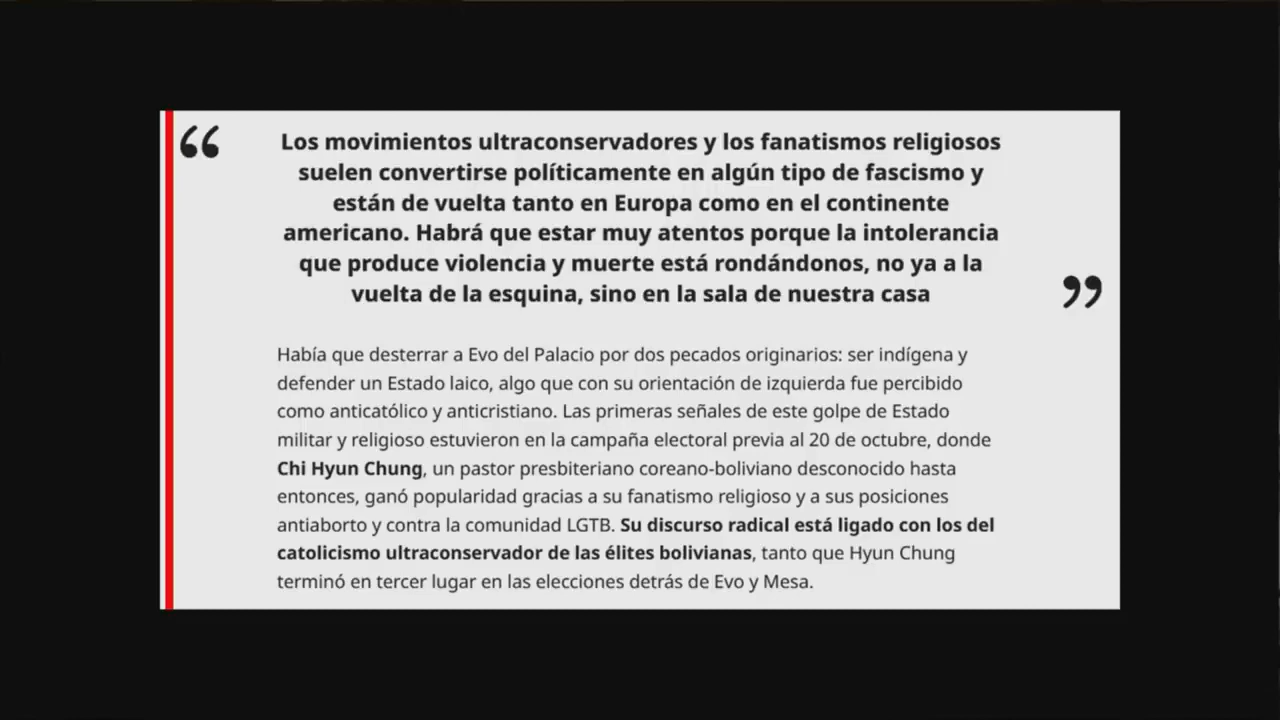 “ Los movimientos ultraconservadores y los fanatismos religiosos
suelen convertirse políticamente en algún tipo de fascismo y
están de vuelta tanto en Europa como en el continente
americano. Habrá que estar muy atentos porque la intolerancia
que produce violencia y muerte está rondándonos, no ya a la
vuelta de la esquina, sino en la sala de nuestra casa ”
Había que desterrar a Evo del Palacio por dos pecados originarios: ser indígena y
defender un Estado laico, algo que con su orientación de izquierda fue percibido
como anticatólico y anticristiano. Las primeras señales de este golpe de Estado
militar y religioso estuvieron en la campaña electoral previa al 20 de octubre, donde
Chi Hyun Chung, un pastor presbiteriano coreano-boliviano desconocido hasta
entonces, ganó popularidad gracias a su fanatismo religioso y a sus posiciones
antiaborto y contra la comunidad LGTB. Su discurso radical está ligado con los del
catolicismo ultraconservador de las élites bolivianas, tanto que Hyun Chung
terminó en tercer lugar en las elecciones detrás de Evo y Mesa.